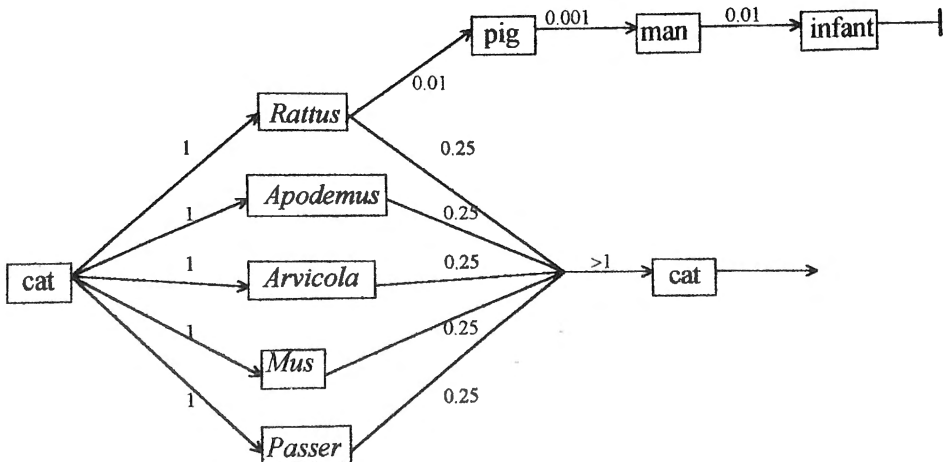 pig 0.001 man 0.01 infant
0.01
Rattus
1 0.25
Apodemus
1 0.25
cat 1 Arvicola 0.25 >1 cat
1 0.25
Mus
1 0.25
Passer